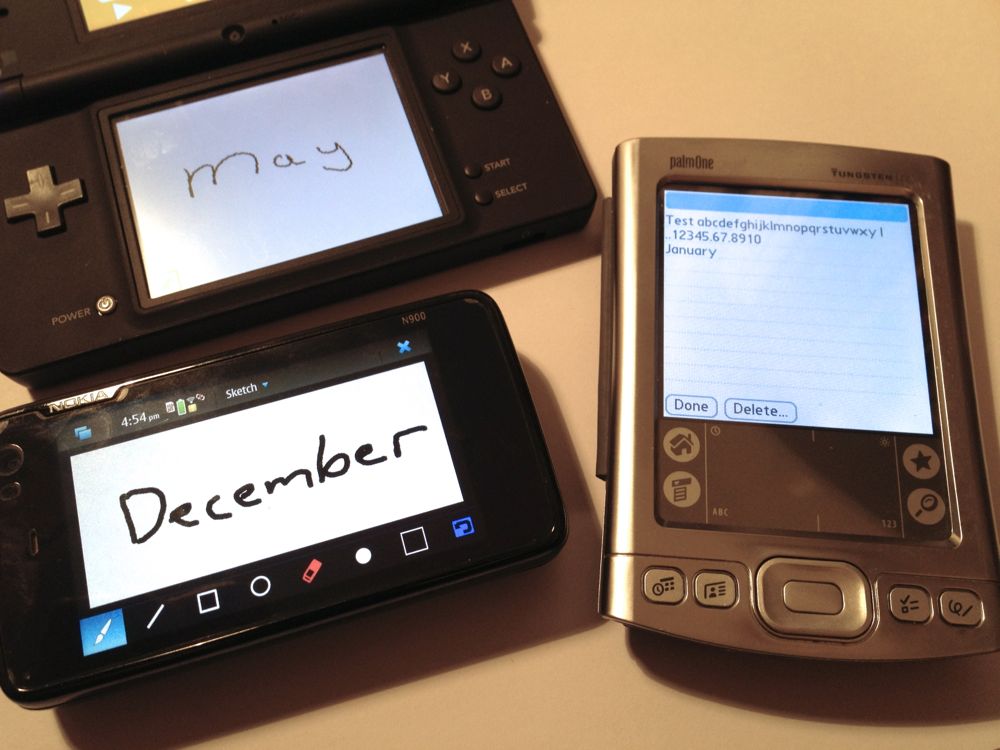 X
Y
A
B
may
START
SELECT
POWER
palmOne
TUNGSTEN
Test abcdefghijklmnopqrstuvwxy l
..12345.67.8910
January
Done
Delete...
ABC
123
N900
NOKIA
4:54 pm
Sketch
December